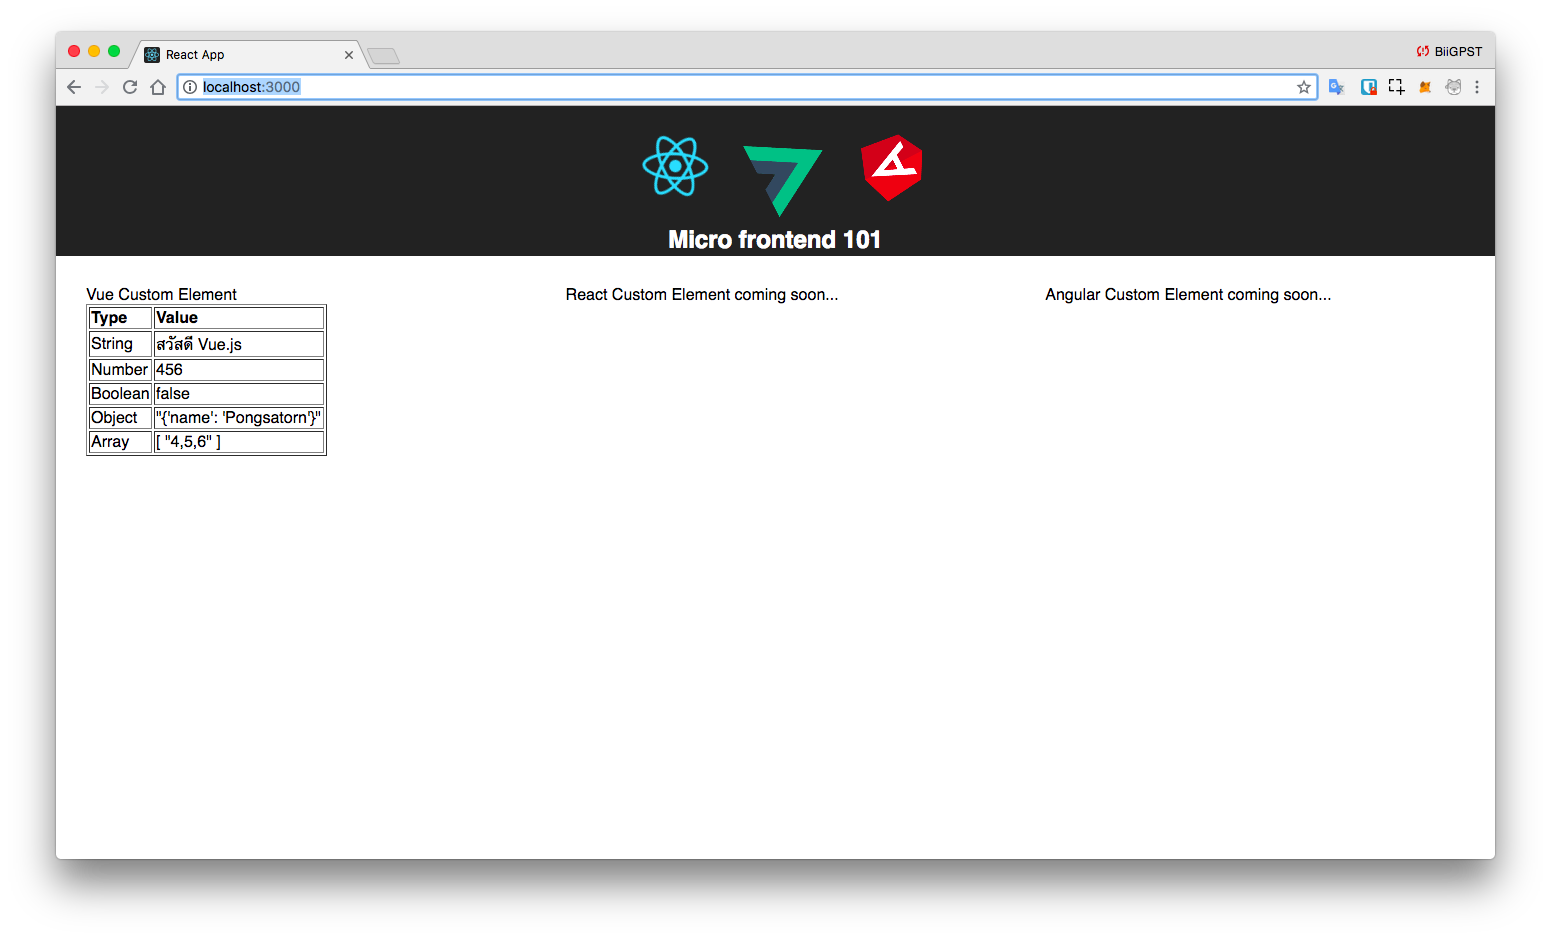 React App
BiiGPST
localhost:3000
Micro frontend 101
Vue Custom Element
React Custom Element coming soon...
Angular Custom Element coming soon...
Type Value
String สวัสดี Vue.js
Number 456
Boolean false
Object "{'name': 'Pongsatorn'}"
Array [ "4,5,6" ]